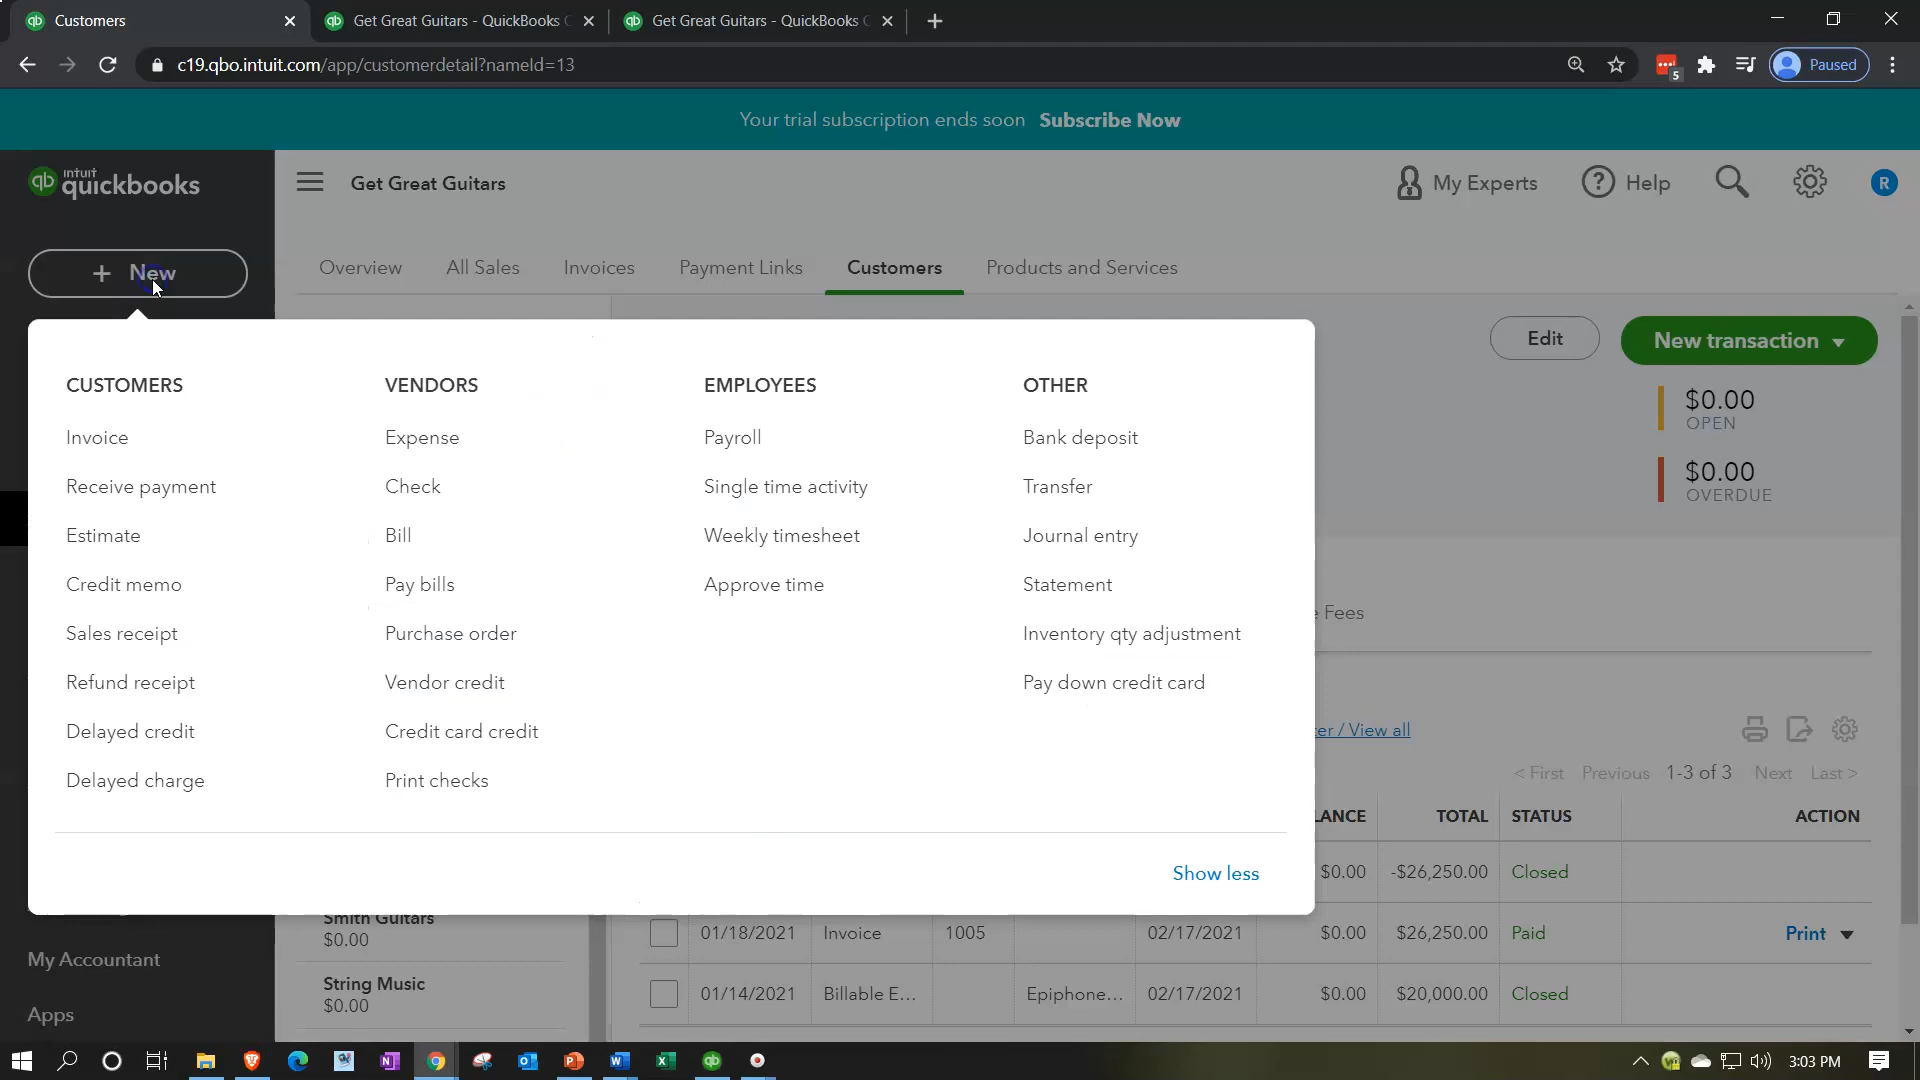 Customers
Get Great Guitars - QuickBooks C
Get Great Guitars - QuickBooks C
c19.qbo.intuit.com/app/customerdetail?nameId=13
5
Paused
Your trial subscription ends soon Subscribe Now
intuit
quickbooks
Get Great Guitars
My Experts
Help
R
+ New
Overview
All Sales
Invoices
Payment Links
Customers
Products and Services
Edit
New transaction
$0.00
OPEN
$0.00
OVERDUE
CUSTOMERS
Invoice
Receive payment
Estimate
Credit memo
Sales receipt
Refund receipt
Delayed credit
Delayed charge
VENDORS
Expense
Check
Bill
Pay bills
Purchase order
Vendor credit
Credit card credit
Print checks
EMPLOYEES
Payroll
Single time activity
Weekly timesheet
Approve time
OTHER
Bank deposit
Transfer
Journal entry
Statement
Inventory qty adjustment
Pay down credit card
Show less
e Fees
er / View all
< First Previous 1-3 of 3 Next Last >
LANCE TOTAL STATUS ACTION
$0.00 -$26,250.00 Closed
01/18/2021 Invoice 1005 02/17/2021 $0.00 $26,250.00 Paid Print
01/14/2021 Billable E... Epiphone... 02/17/2021 $0.00 $20,000.00 Closed
Smith Guitars
$0.00
String Music
$0.00
My Accountant
Apps
3:03 PM